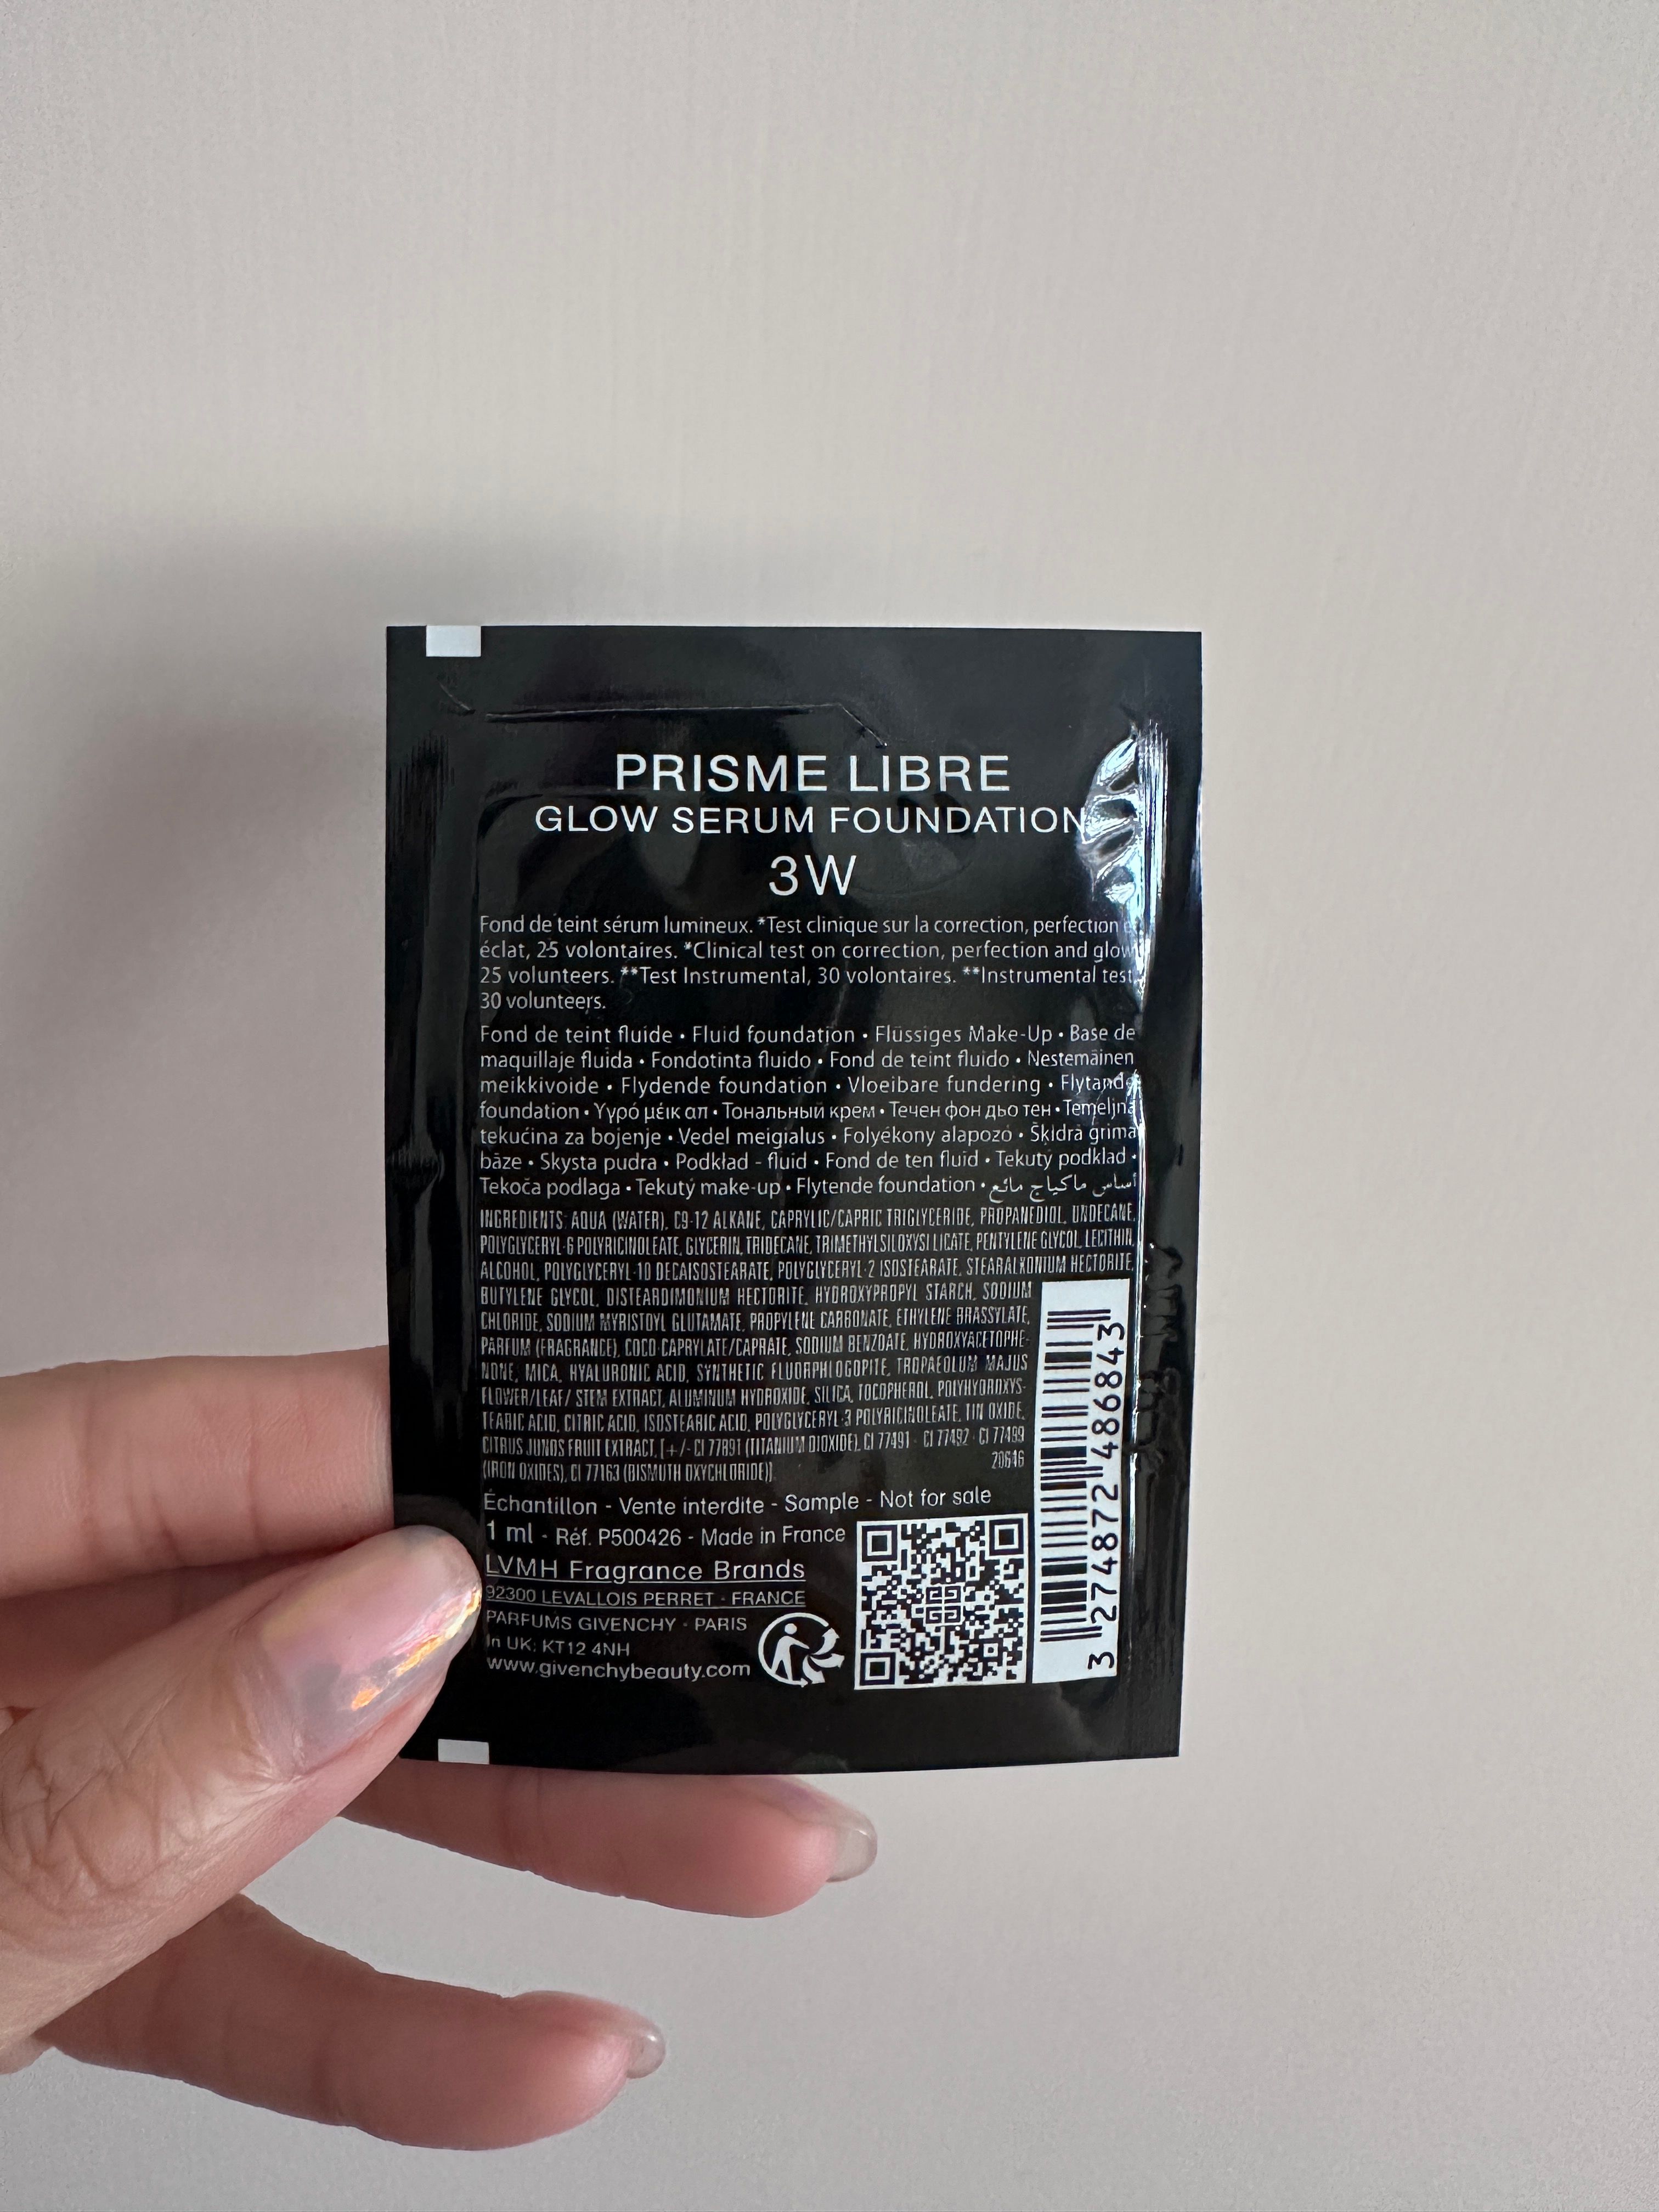 PRISME LIBRE
GLOW SERUM FOUNDATION
3W
Fond de teint sérum lumineux. *Test clinique sur la correction, perfection
éclat, 25 volontaires. *Clinical test on correction, perfection and glow
25 volunteers. **Test Instrumental, 30 volontaires. **Instrumental test
30 volunteers.
Fond de teint fluide • Fluid foundation • Flüssiges Make-Up • Base de
maquillaje fluida • Fondotinta fluido • Fond de teint fluido • Nestemäinen
meikkivoide • Flydende foundation • Vloeibare fundering • Flytande
foundation • Υγρό μέικ απ • Тональный крем • Течен фон дьо тен • Temeljna
tekućina za bojenje • Vedel meigialus • Folyékony alapozó • Šķidrā grima
bāze • Skysta pudra • Podkład - fluid • Fond de ten fluid • Tekutý podklad •
Tekoča podlaga • Tekutý make-up • Flytende foundation • أساس ماكياج مائع
INGREDIENTS: AQUA (WATER), C9-12 ALKANE, CAPRYLIC/CAPRIC TRIGLYCERIDE, PROPANEDIOL, UNDECANE,
POLYGLYCERYL-6 POLYRICINOLEATE, GLYCERIN, TRIDECANE, TRIMETHYLSILOXYSILICATE, PENTYLENE GLYCOL, LECITHIN,
ALCOHOL, POLYGLYCERYL-10 DECAISOSTEARATE, POLYGLYCERYL-2 ISOSTEARATE, STEARALKONIUM HECTORITE,
BUTYLENE GLYCOL, DISTEARDIMONIUM HECTORITE, HYDROXYPROPYL STARCH, SODIUM
CHLORIDE, SODIUM MYRISTOYL GLUTAMATE, PROPYLENE CARBONATE, ETHYLENE BRASSYLATE,
PARFUM (FRAGRANCE), COCO-CAPRYLATE/CAPRATE, SODIUM BENZOATE, HYDROXYACETOPHE-
NONE, MICA, HYALURONIC ACID, SYNTHETIC FLUORPHLOGOPITE, TROPAEOLUM MAJUS
FLOWER/LEAF/ STEM EXTRACT, ALUMINUM HYDROXIDE, SILICA, TOCOPHEROL, POLYHYDROXYS-
TEARIC ACID, CITRIC ACID, ISOSTEARIC ACID, POLYGLYCERYL-3 POLYRICINOLEATE, TIN OXIDE,
CITRUS JUNOS FRUIT EXTRACT, [+/- CI 77891 (TITANIUM DIOXIDE), CI 77491 - CI 77492 - CI 77499
(IRON OXIDES), CI 77163 (BISMUTH OXYCHLORIDE)]
20646
Échantillon - Vente interdite - Sample - Not for sale
1 ml - Réf. P500426 - Made in France
LVMH Fragrance Brands
92300 LEVALLOIS PERRET - FRANCE
PARFUMS GIVENCHY - PARIS
In UK: KT12 4NH
www.givenchybeauty.com
3 274872 486843